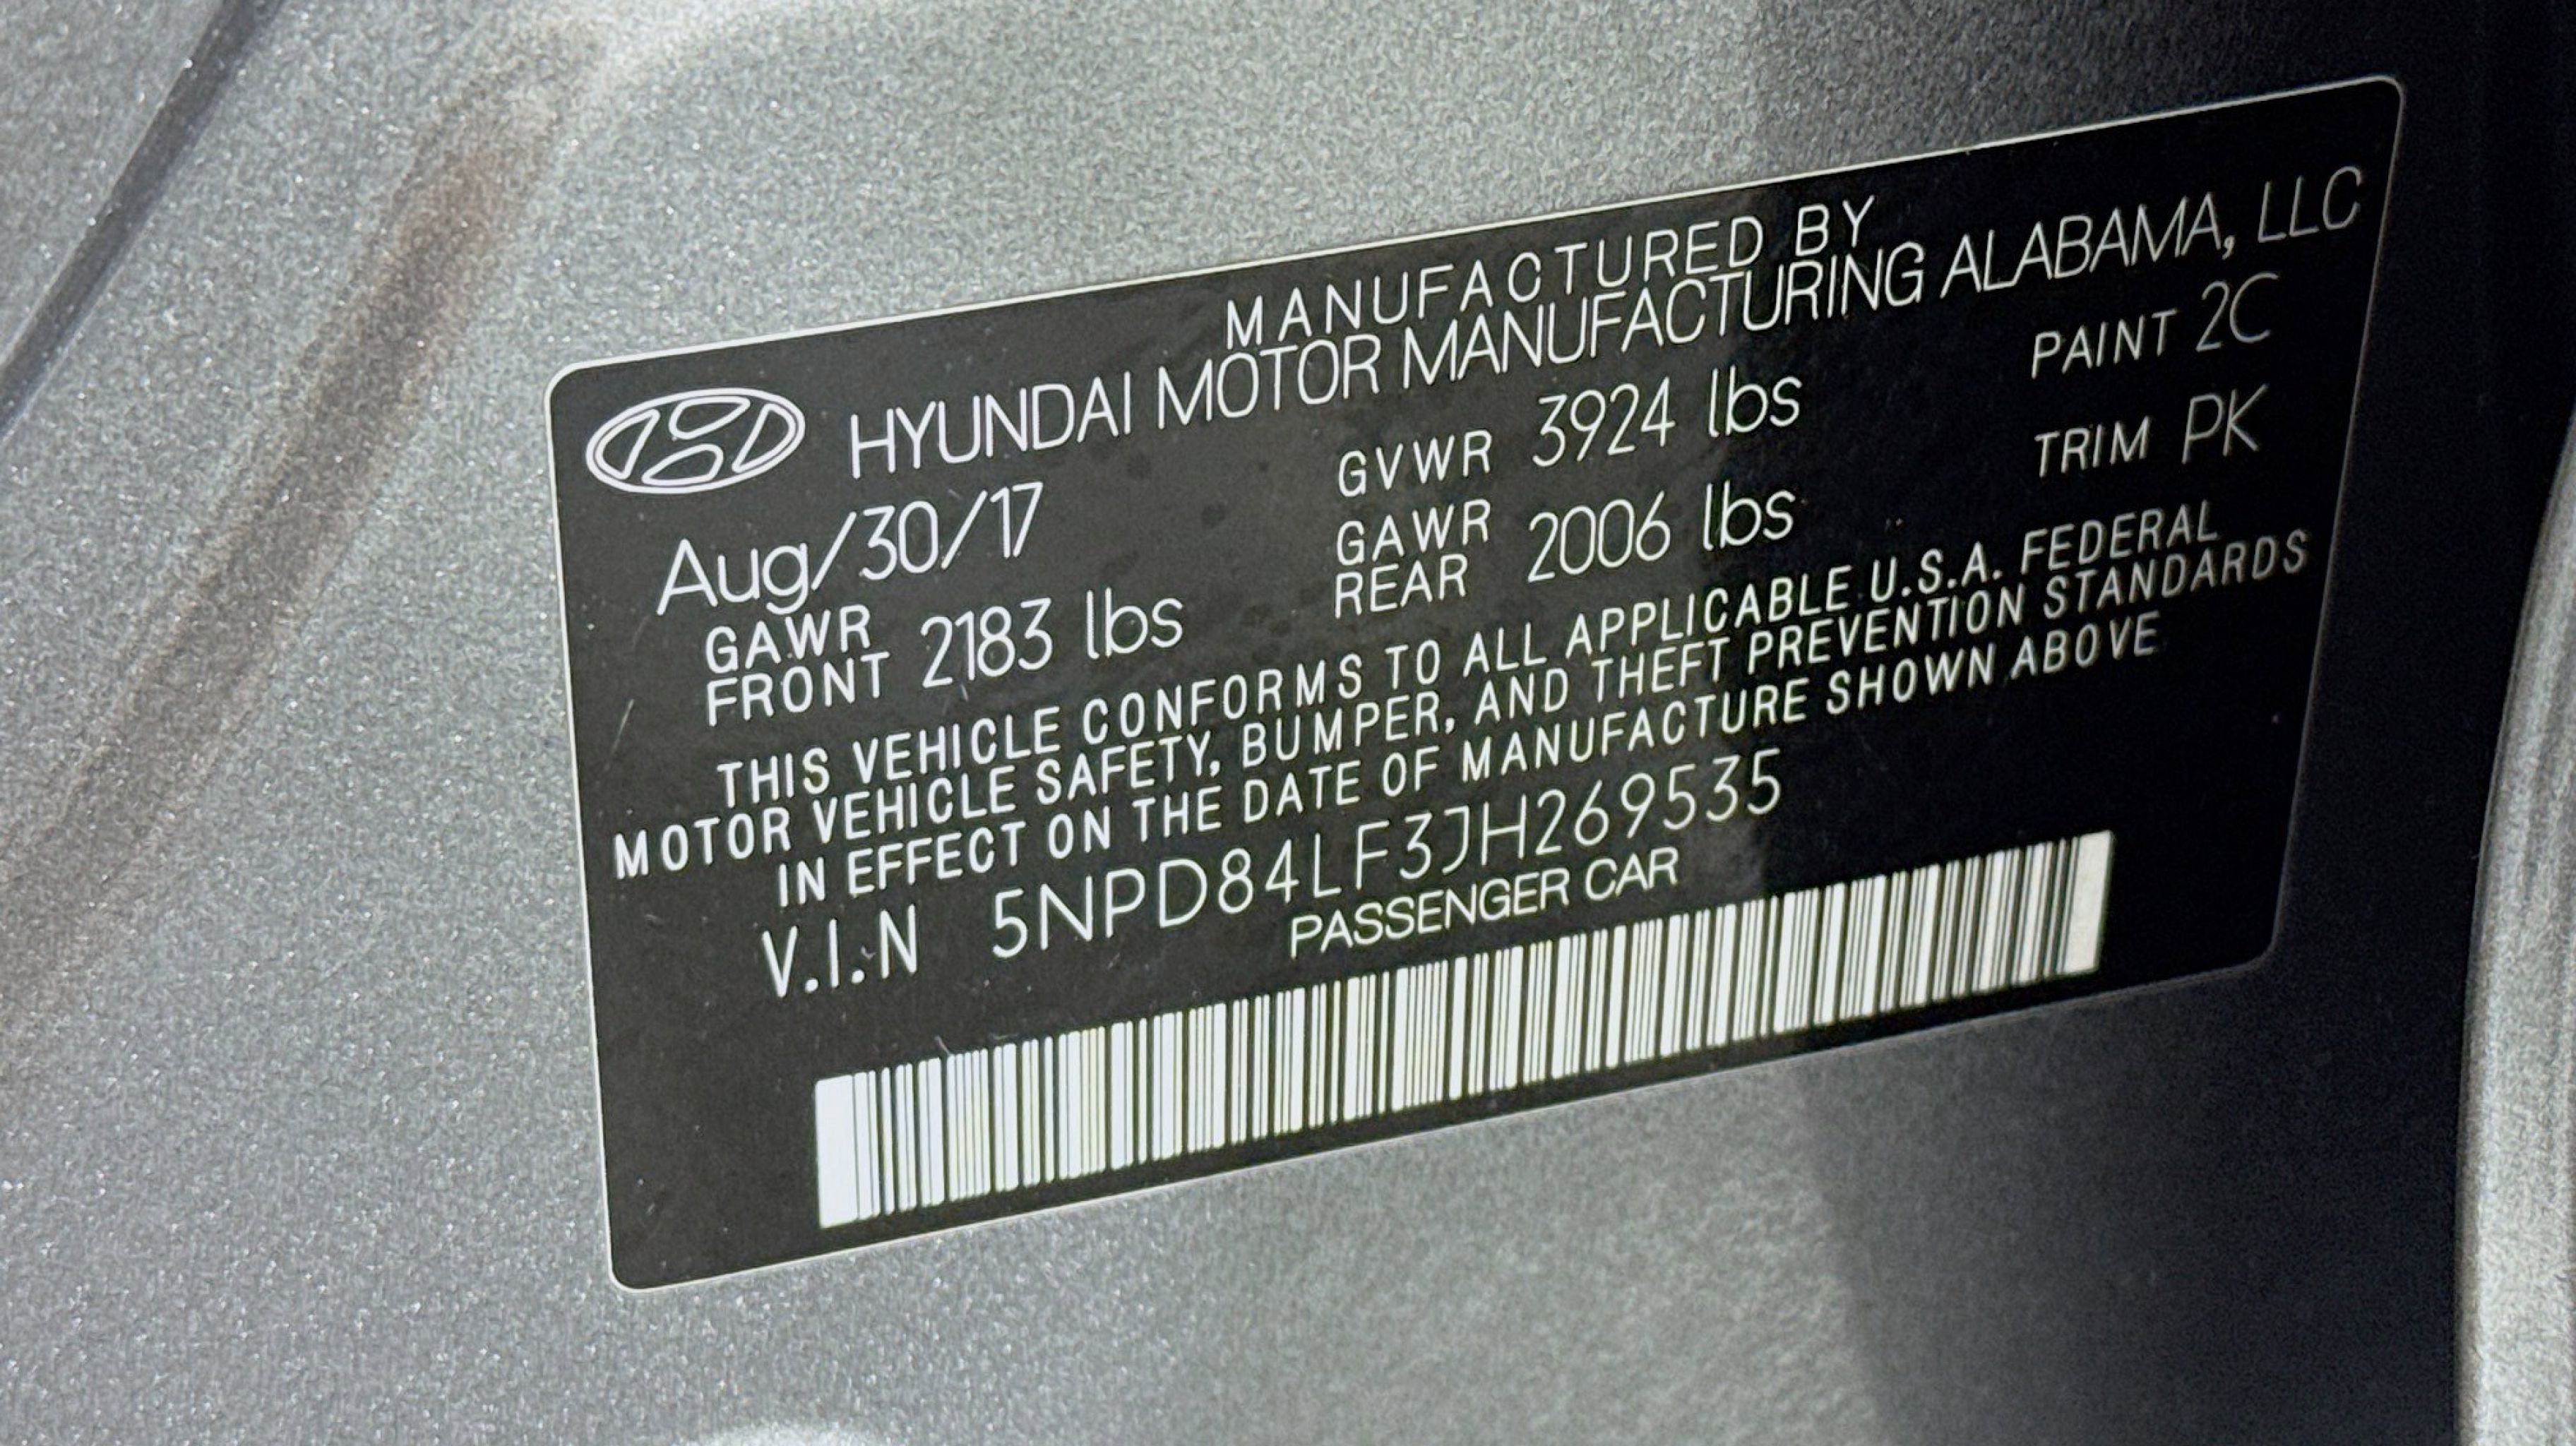 MANUFACTURED BY
HYUNDAI MOTOR MANUFACTURING ALABAMA, LLC
Aug/30/17 GVWR 3924 lbs PAINT 2C
GAWR FRONT 2183 lbs GAWR REAR 2006 lbs TRIM PK
THIS VEHICLE CONFORMS TO ALL APPLICABLE U.S.A. FEDERAL
MOTOR VEHICLE SAFETY, BUMPER, AND THEFT PREVENTION STANDARDS
IN EFFECT ON THE DATE OF MANUFACTURE SHOWN ABOVE
V.I.N 5NPD84LF3JH269535
PASSENGER CAR